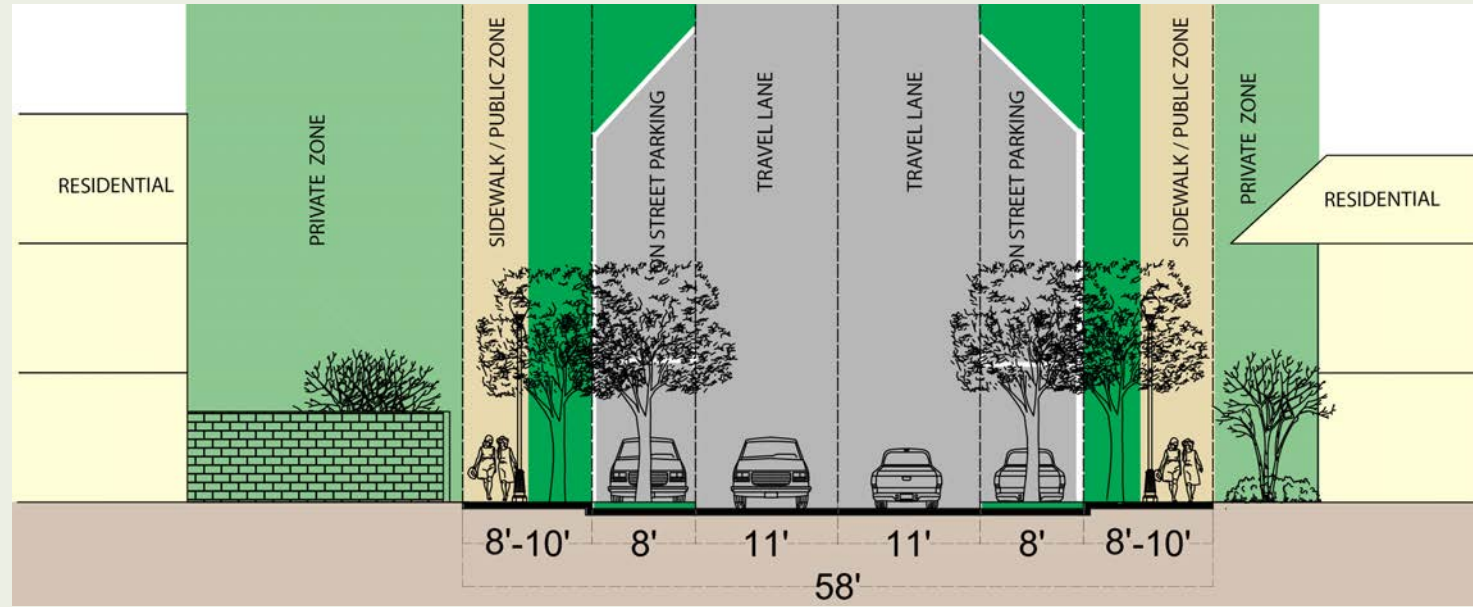 RESIDENTIAL
PRIVATE ZONE
SIDEWALK / PUBLIC ZONE
ON STREET PARKING
TRAVEL LANE
TRAVEL LANE
ON STREET PARKING
SIDEWALK / PUBLIC ZONE
PRIVATE ZONE
RESIDENTIAL
8'-10' 8' 11' 11' 8' 8'-10'
58'